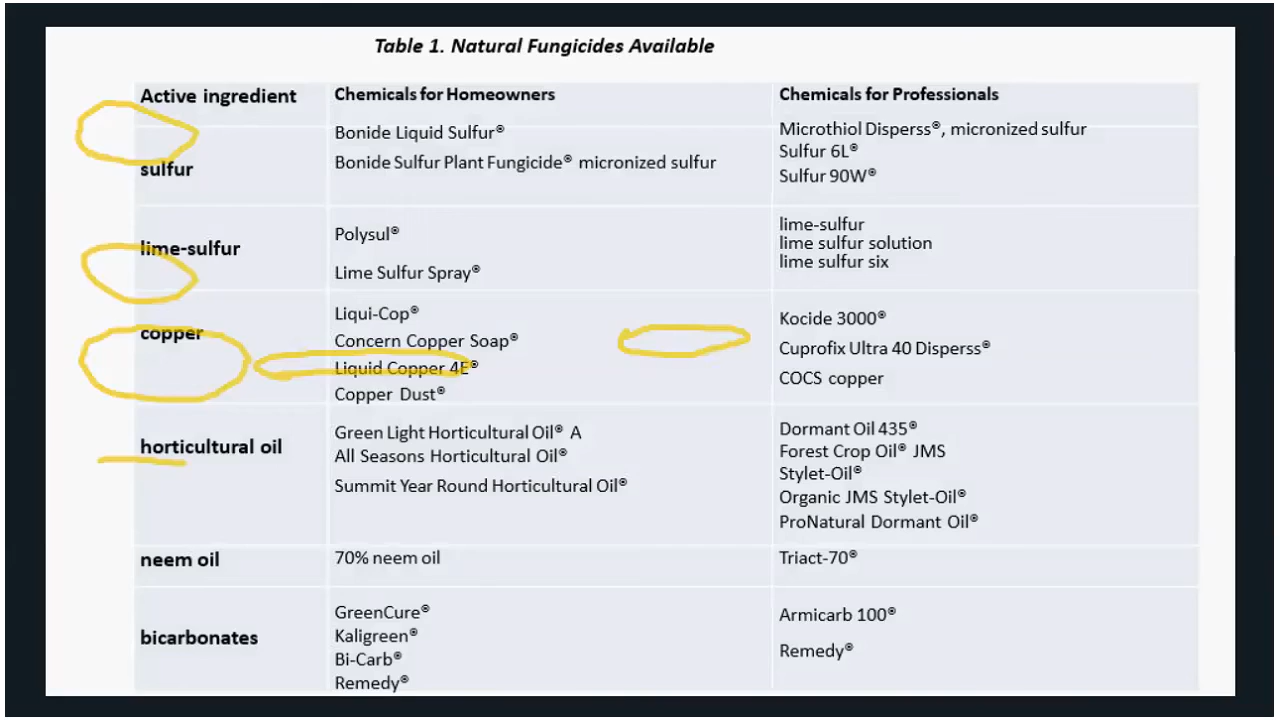 Table 1. Natural Fungicides Available
Active ingredient Chemicals for Homeowners Chemicals for Professionals
sulfur
Bonide Liquid Sulfur®
Bonide Sulfur Plant Fungicide® micronized sulfur
Microthiol Disperss®, micronized sulfur
Sulfur 6L®
Sulfur 90W®
lime-sulfur
Polysul®
Lime Sulfur Spray®
lime-sulfur
lime sulfur solution
lime sulfur six
copper
Liqui-Cop®
Concern Copper Soap®
Liquid Copper 4E®
Copper Dust®
Kocide 3000®
Cuprofix Ultra 40 Disperss®
COCS copper
horticultural oil
Green Light Horticultural Oil® A
All Seasons Horticultural Oil®
Summit Year Round Horticultural Oil®
Dormant Oil 435®
Forest Crop Oil® JMS
Stylet-Oil®
Organic JMS Stylet-Oil®
ProNatural Dormant Oil®
neem oil
70% neem oil
Triact-70®
bicarbonates
GreenCure®
Kaligreen®
Bi-Carb®
Remedy®
Armicarb 100®
Remedy®